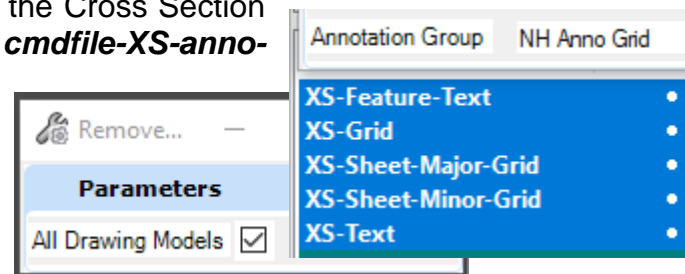 the Cross Section
cmdfile-XS-anno-
Annotation Group NH Anno Grid
XS-Feature-Text
XS-Grid
XS-Sheet-Major-Grid
XS-Sheet-Minor-Grid
XS-Text
Remove...
Parameters
All Drawing Models